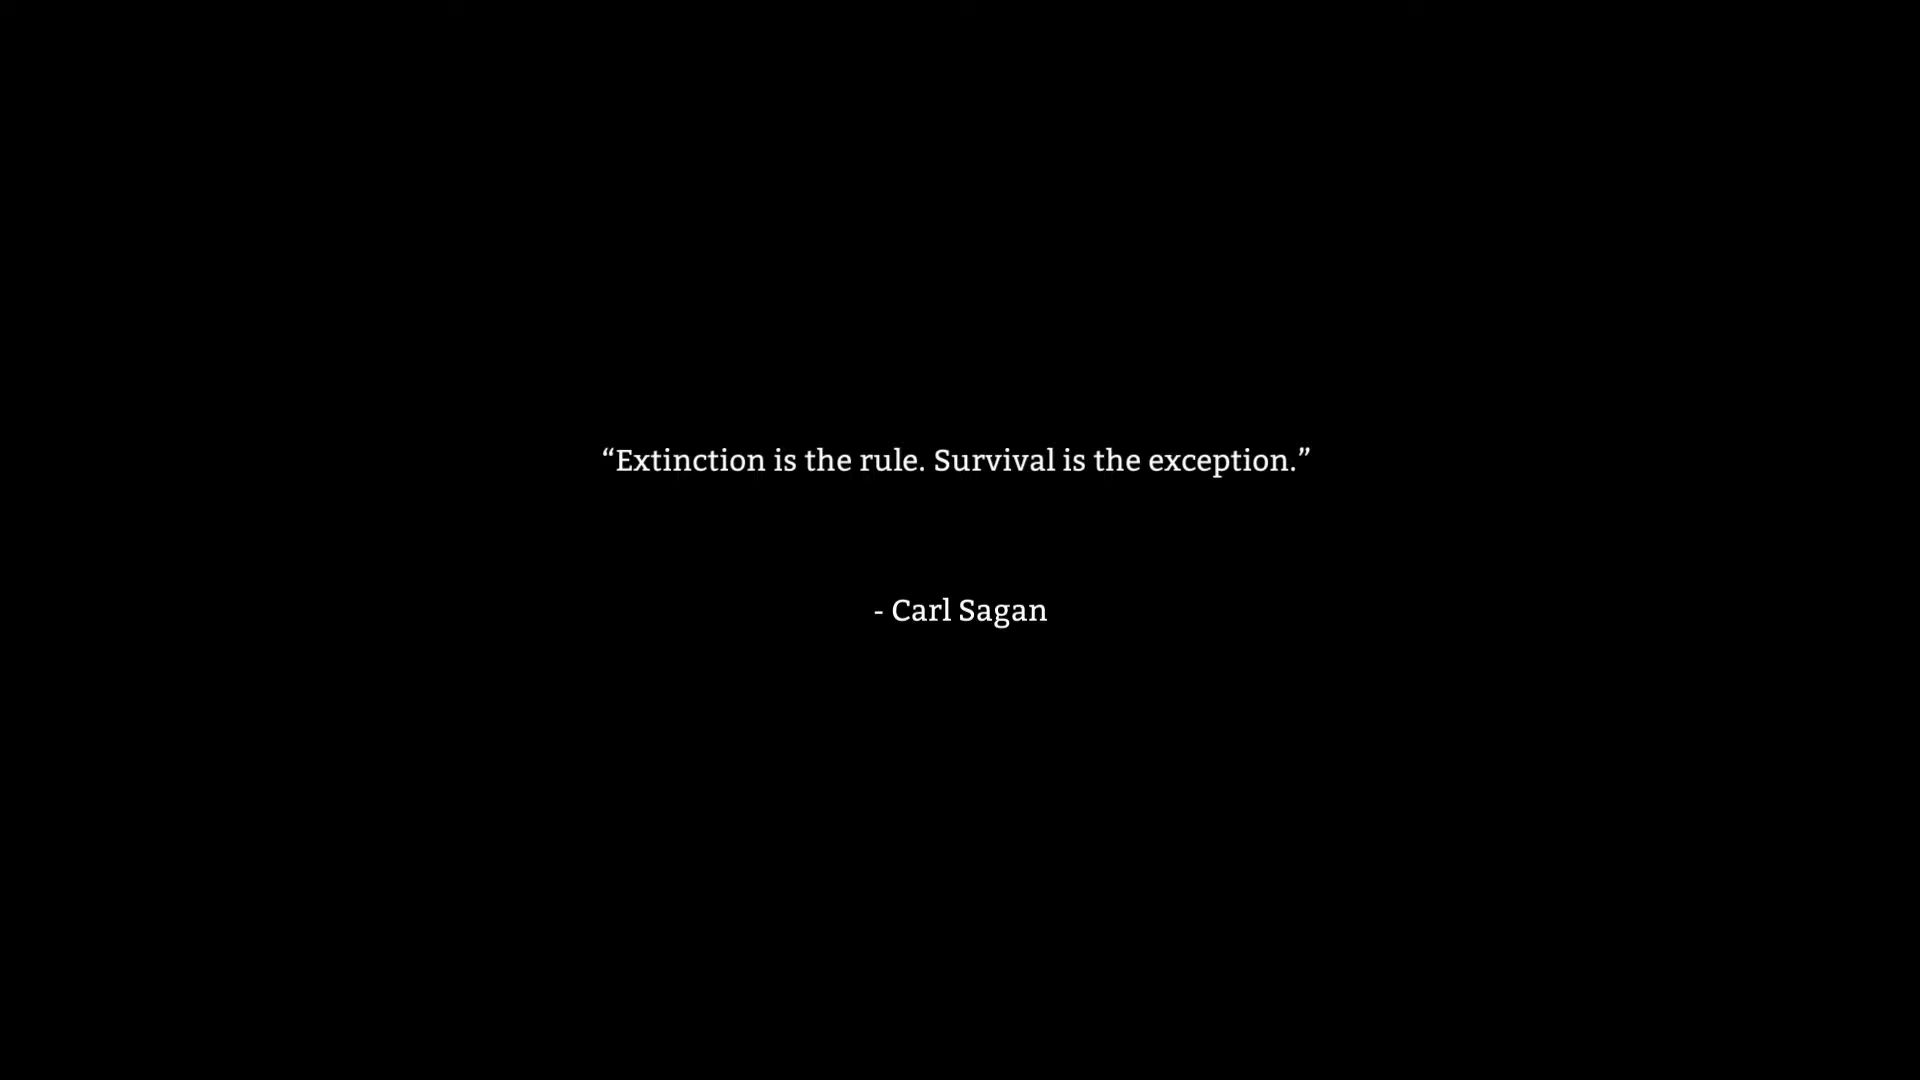 “Extinction is the rule. Survival is the exception.”
- Carl Sagan